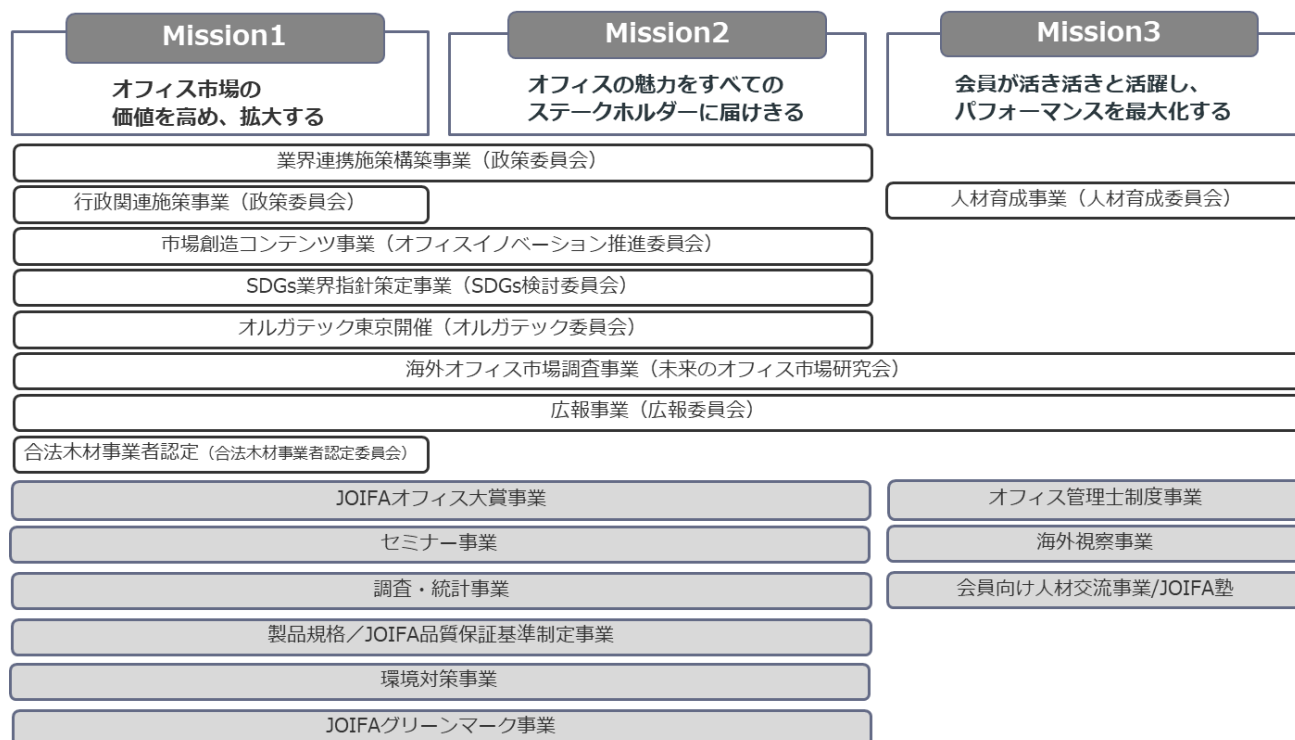 Mission1
オフィス市場の
価値を高め、拡大する
Mission2
オフィスの魅力をすべての
ステークホルダーに届けきる
Mission3
会員が活き活きと活躍し、
パフォーマンスを最大化する
業界連携施策構築事業（政策委員会）
行政関連施策事業（政策委員会）
人材育成事業（人材育成委員会）
市場創造コンテンツ事業（オフィスイノベーション推進委員会）
SDGs業界指針策定事業（SDGs検討委員会）
オルガテック東京開催（オルガテック委員会）
海外オフィス市場調査事業（未来のオフィス市場研究会）
広報事業（広報委員会）
合法木材事業者認定（合法木材事業者認定委員会）
JOIFAオフィス大賞事業
オフィス管理士制度事業
セミナー事業
海外視察事業
調査・統計事業
会員向け人材交流事業/JOIFA塾
製品規格／JOIFA品質保証基準制定事業
環境対策事業
JOIFAグリーンマーク事業